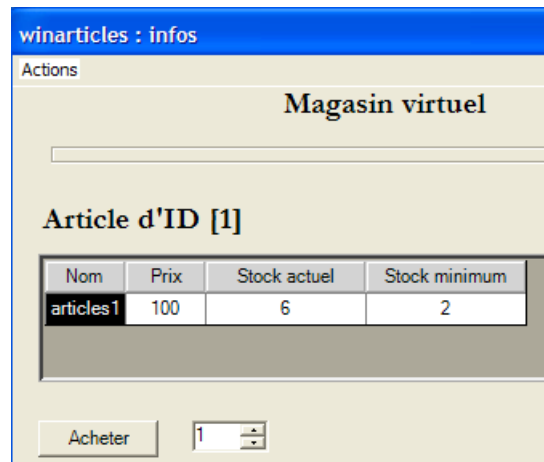 winarticles : infos
Actions
Magasin virtuel
Article d'ID [1]
Nom Prix Stock actuel Stock minimum
articles1 100 6 2
Acheter 1